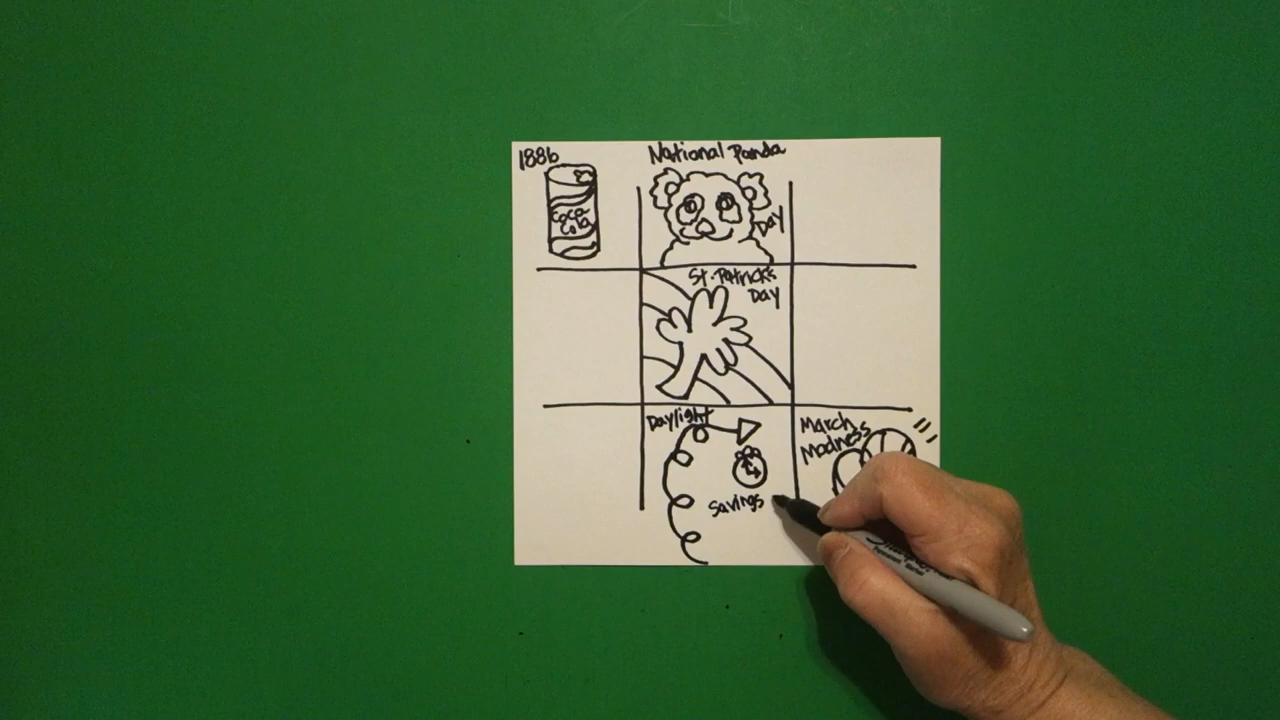 1886
Coca
Cola
National Panda
Day
St. Patrick's
Day
Daylight
Savings
March
Madness